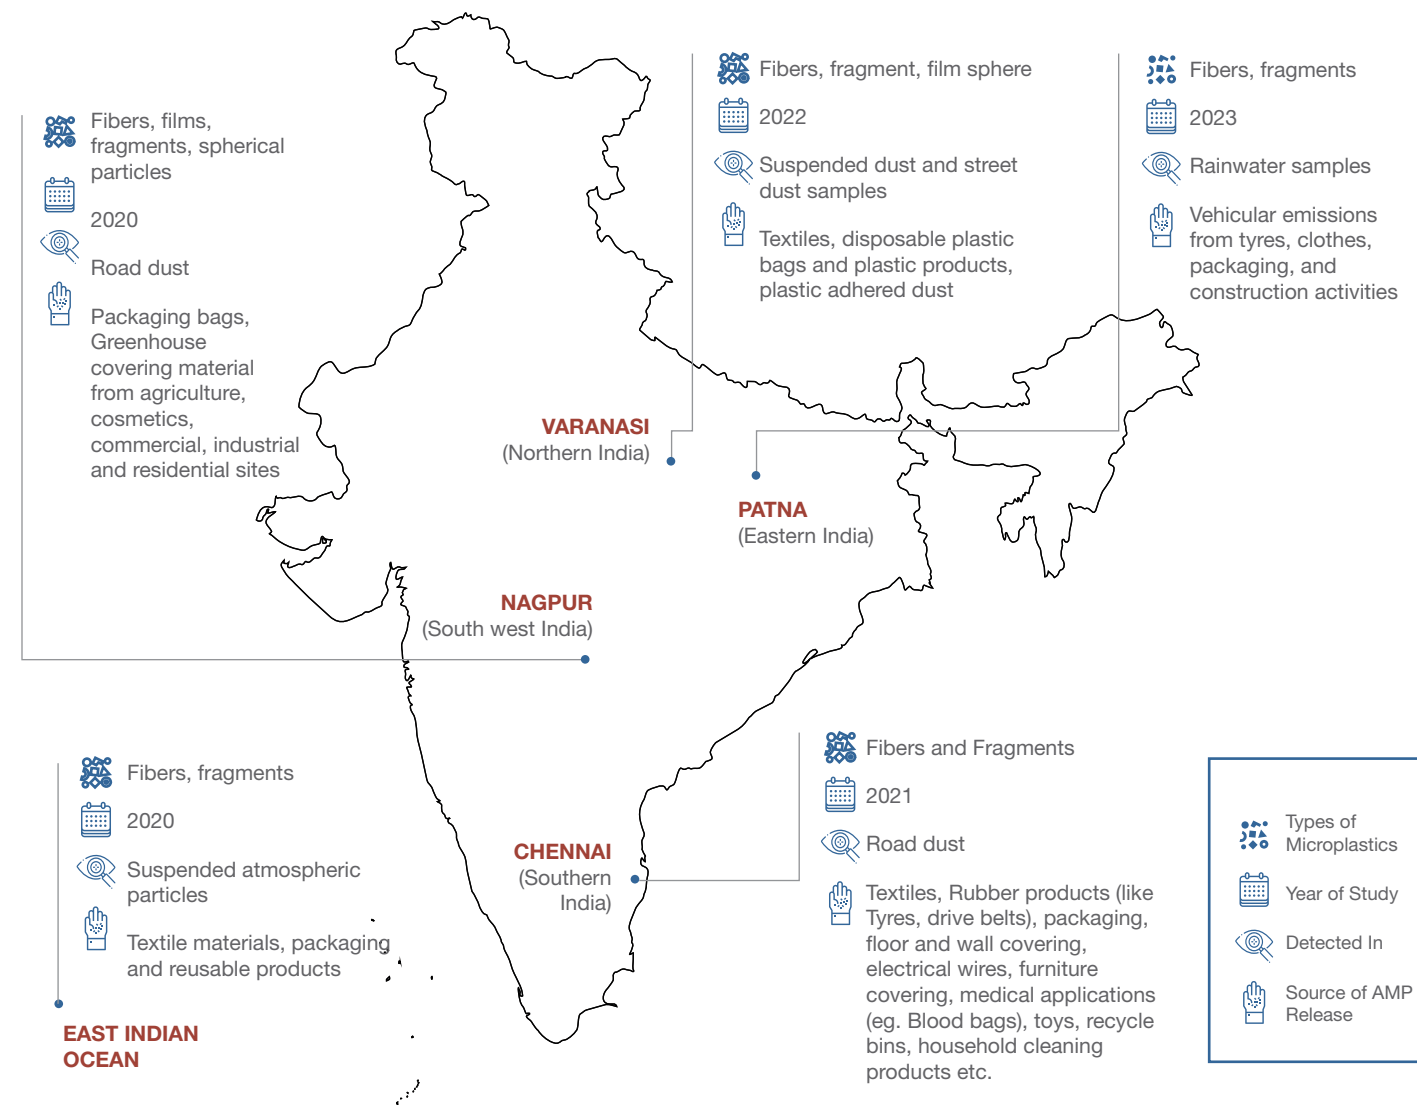 Fibers, films,
fragments, spherical
particles
2020
Road dust
Packaging bags,
Greenhouse
covering material
from agriculture,
cosmetics,
commercial, industrial
and residential sites
Fibers, fragment, film sphere
2022
Suspended dust and street
dust samples
Textiles, disposable plastic
bags and plastic products,
plastic adhered dust
Fibers, fragments
2023
Rainwater samples
Vehicular emissions
from tyres, clothes,
packaging, and
construction activities
VARANASI
(Northern India)
PATNA
(Eastern India)
NAGPUR
(South west India)
Fibers, fragments
2020
Suspended atmospheric
particles
Textile materials, packaging
and reusable products
EAST INDIAN
OCEAN
CHENNAI
(Southern
India)
Fibers and Fragments
2021
Road dust
Textiles, Rubber products (like
Tyres, drive belts), packaging,
floor and wall covering,
electrical wires, furniture
covering, medical applications
(eg. Blood bags), toys, recycle
bins, household cleaning
products etc.
Types of
Microplastics
Year of Study
Detected In
Source of AMP
Release